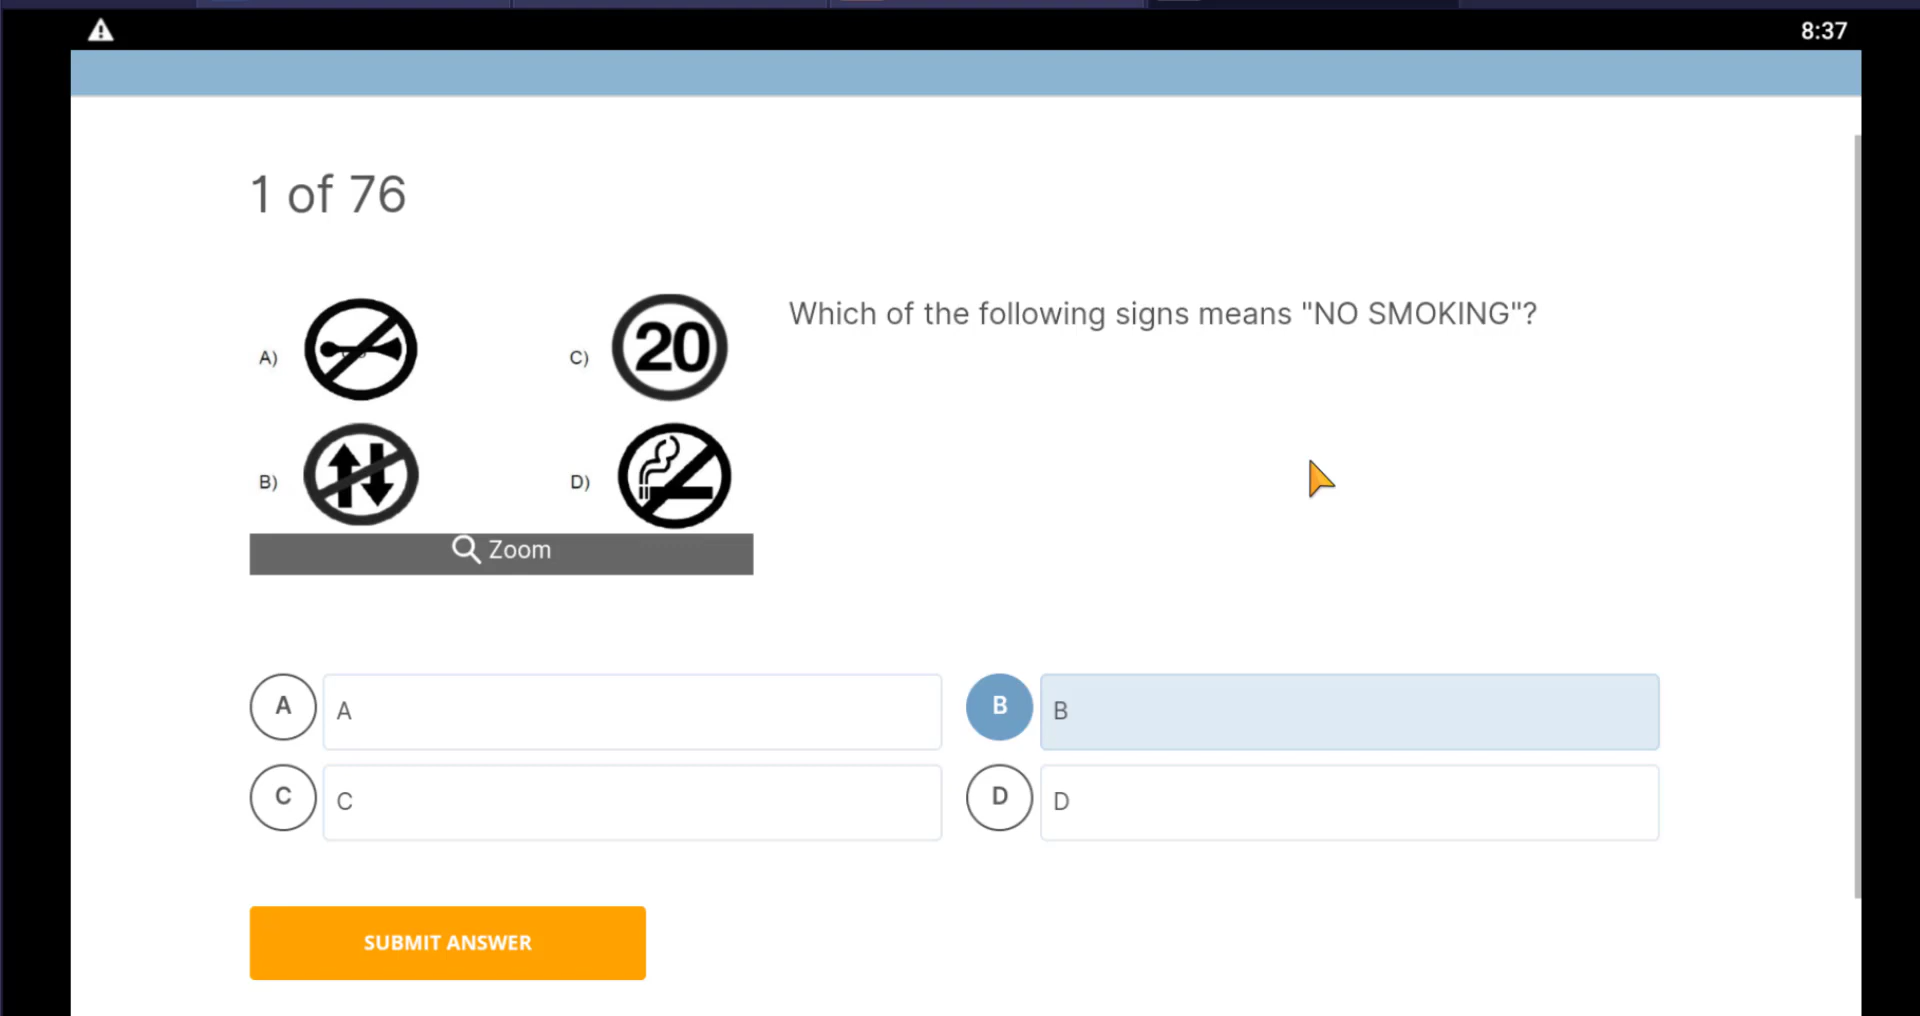 8:37
1 of 76
A)
C) 20
B)
D)
Zoom
Which of the following signs means "NO SMOKING"?
A A
B B
C C
D D
SUBMIT ANSWER